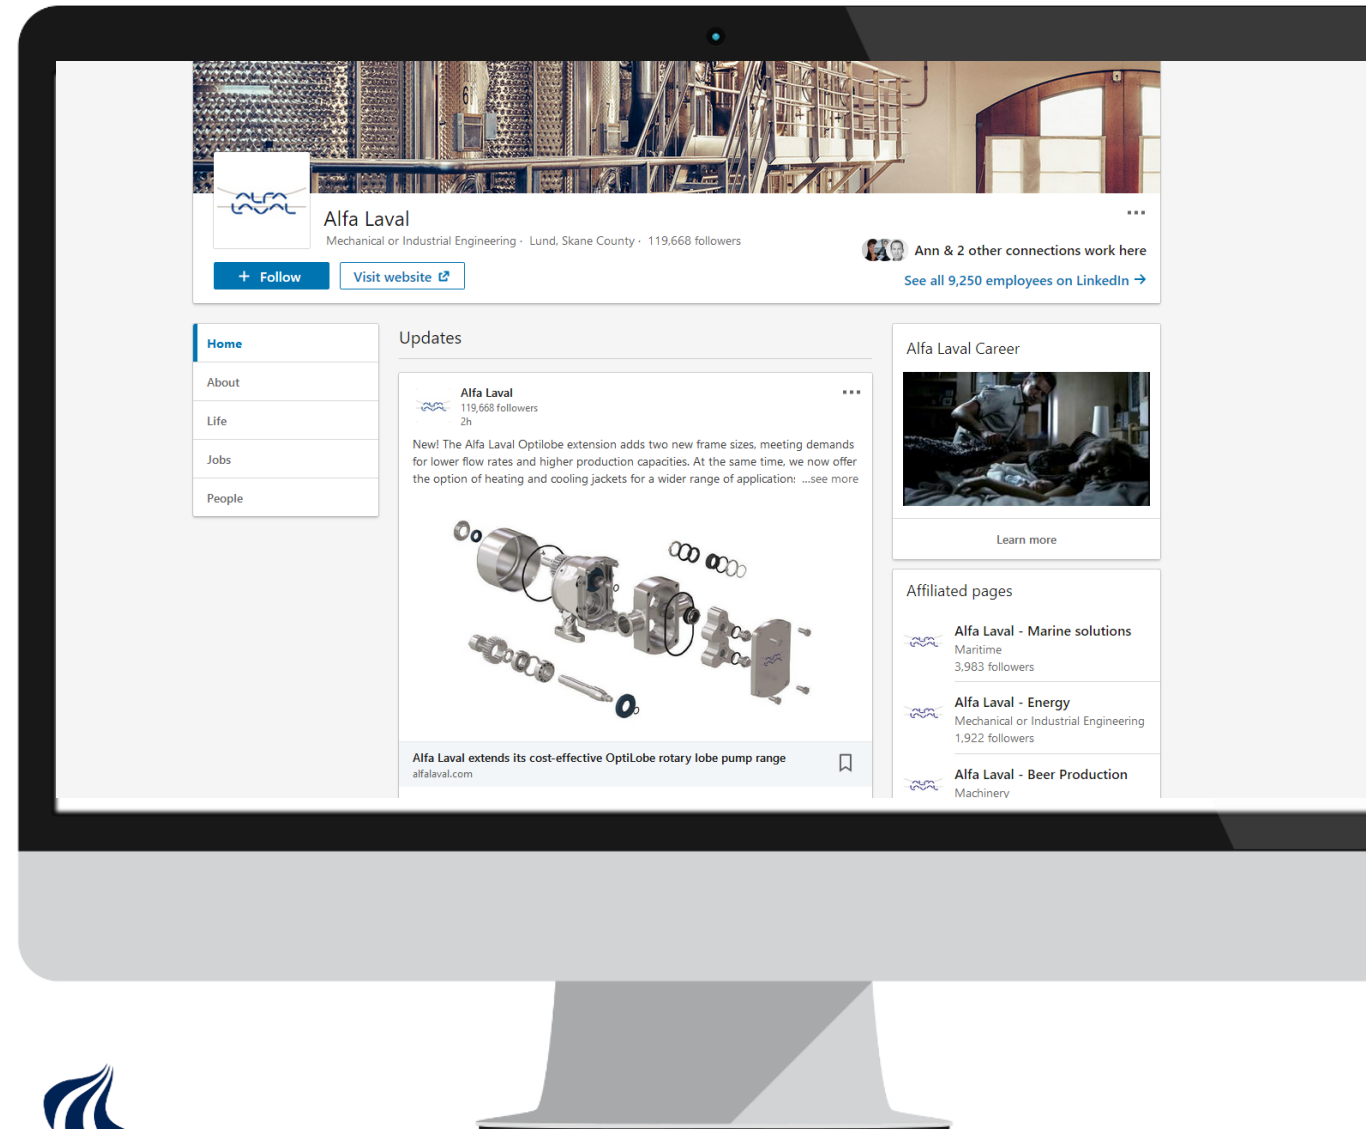 6
ALFA
LAVAL
Alfa Laval
Mechanical or Industrial Engineering · Lund, Skane County · 119,668 followers
Ann & 2 other connections work here
+ Follow
Visit website
See all 9,250 employees on LinkedIn →
Home
About
Life
Jobs
People
Updates
Alfa Laval
119,668 followers
2h
New! The Alfa Laval Optilobe extension adds two new frame sizes, meeting demands
for lower flow rates and higher production capacities. At the same time, we now offer
the option of heating and cooling jackets for a wider range of application: ...see more
Alfa Laval extends its cost-effective OptiLobe rotary lobe pump range
alfalaval.com
Alfa Laval Career
Learn more
Affiliated pages
Alfa Laval - Marine solutions
Maritime
3,983 followers
Alfa Laval - Energy
Mechanical or Industrial Engineering
1,922 followers
Alfa Laval - Beer Production
Machinery